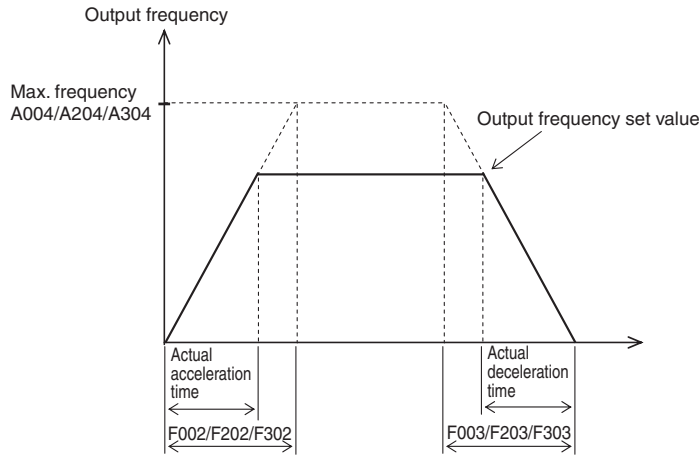 Output frequency
Max. frequency
A004/A204/A304
Output frequency set value
Actual
acceleration
time
Actual
deceleration
time
F002/F202/F302
F003/F203/F303